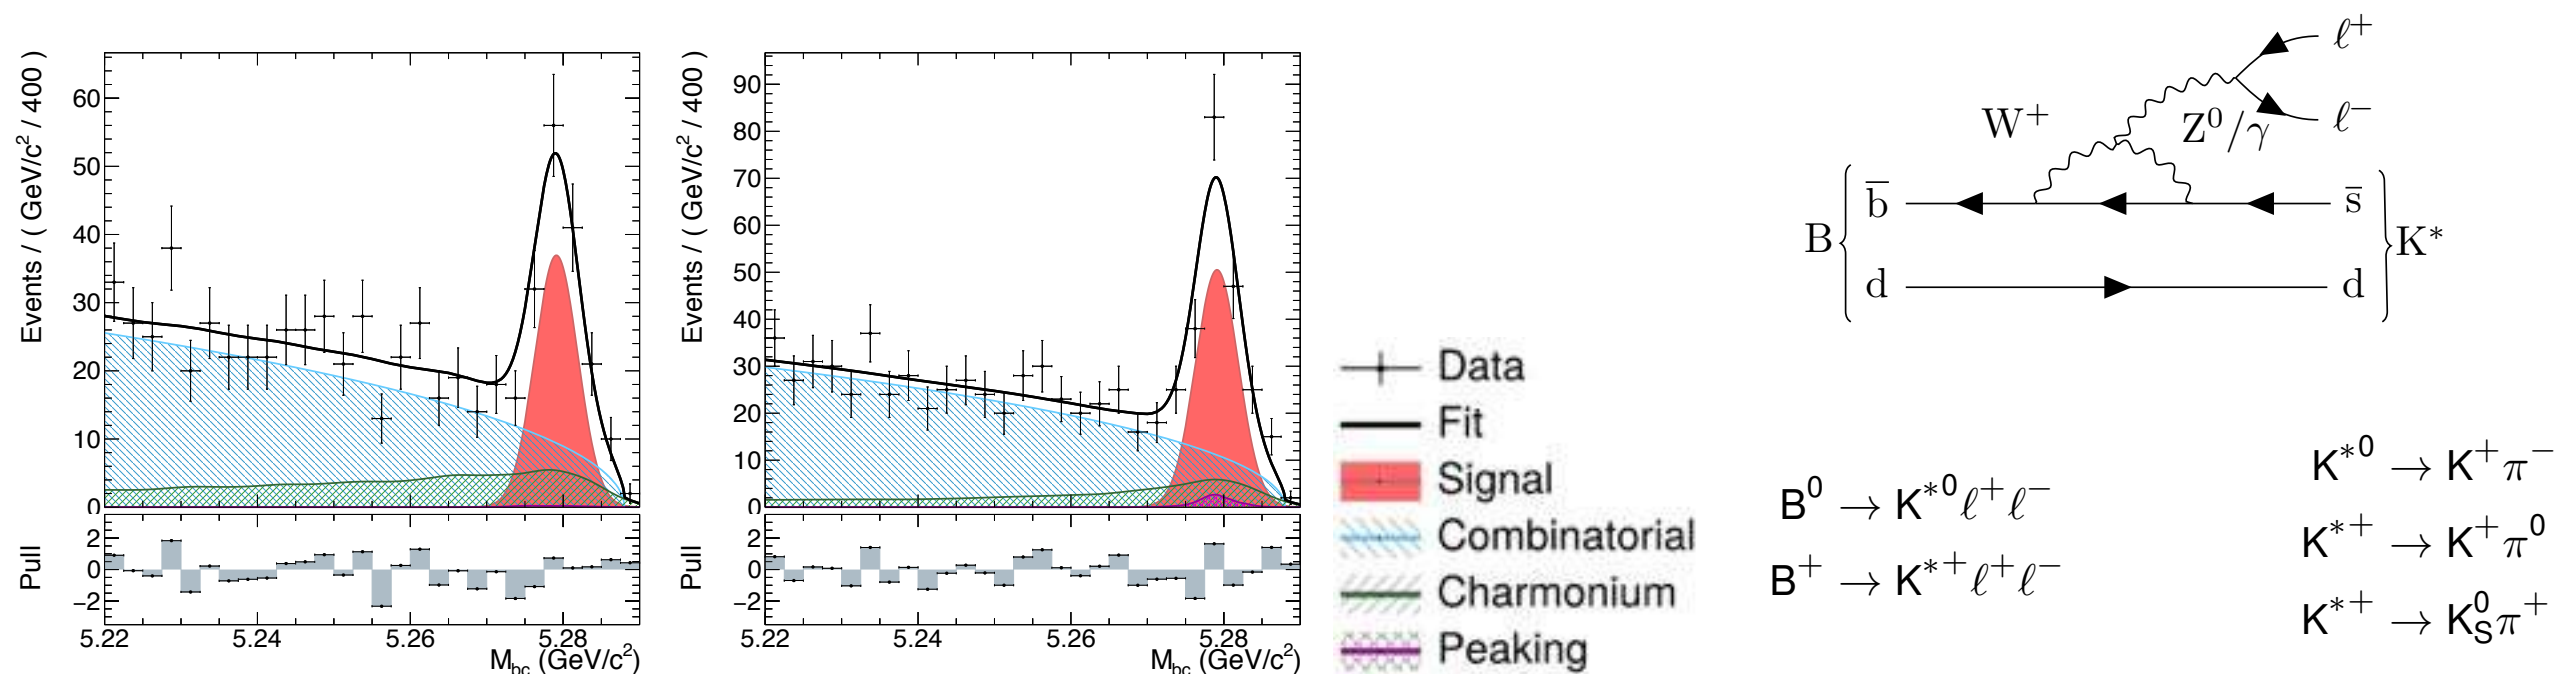 Events / ( GeV/c² / 400 )
60
50
40
30
20
10
0
Pull
2
0
−2
5.22 5.24 5.26 5.28
M_bc (GeV/c²)
Events / ( GeV/c² / 400 )
90
80
70
60
50
40
30
20
10
0
Pull
2
0
−2
5.22 5.24 5.26 5.28
M_bc (GeV/c²)
Data
Fit
Signal
Combinatorial
Charmonium
Peaking
ℓ⁺
W⁺
Z⁰/γ
ℓ⁻
b̅ s̅
B K*
d d
B⁰ → K*⁰ℓ⁺ℓ⁻
B⁺ → K*⁺ℓ⁺ℓ⁻
K*⁰ → K⁺π⁻
K*⁺ → K⁺π⁰
K*⁺ → K_S⁰π⁺